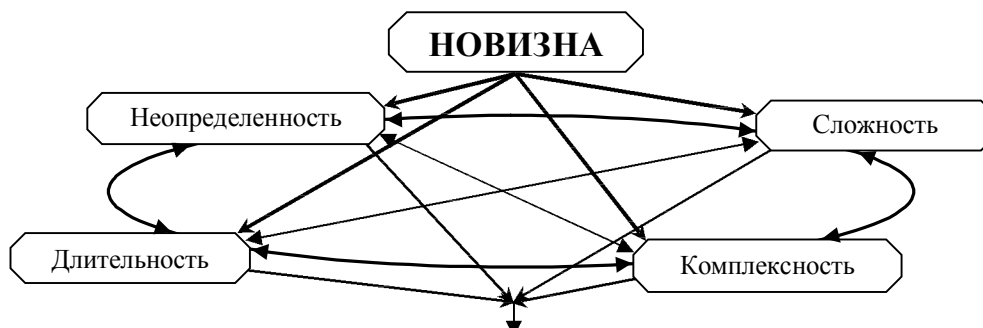 НОВИЗНА
Неопределенность
Сложность
Длительность
Комплексность